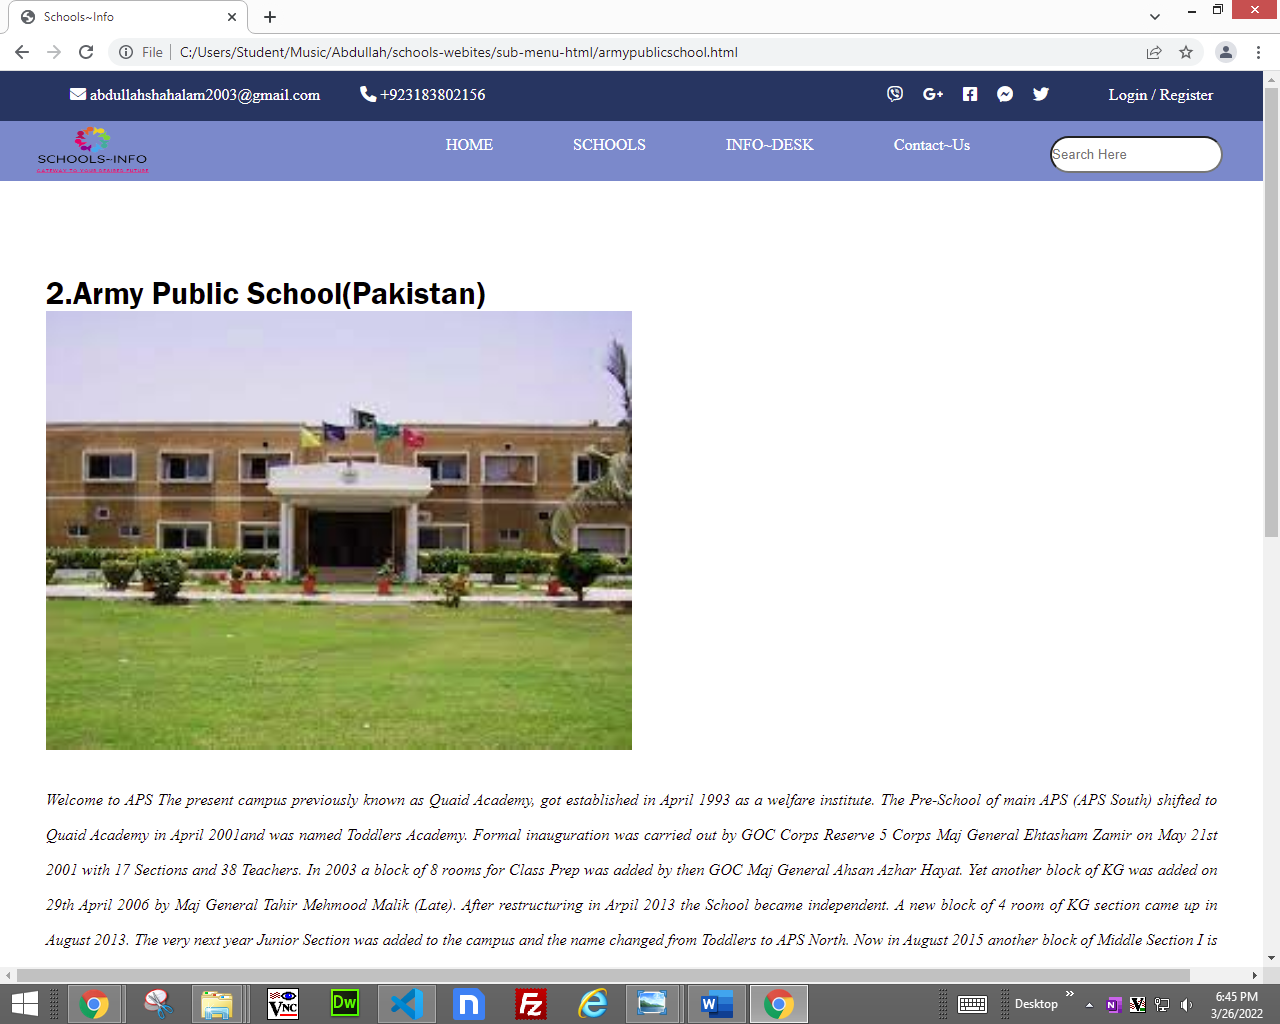 Schools~Info
File
C:/Users/Student/Music/Abdullah/schools-webites/sub-menu-html/armypublicschool.html
abdullahshahalam2003@gmail.com +923183802156 Login / Register
SCHOOLS~INFO
GATEWAY TO YOUR DESIRED FUTURE
HOME SCHOOLS INFO~DESK Contact~Us Search Here
2.Army Public School(Pakistan)
Welcome to APS The present campus previously known as Quaid Academy, got established in April 1993 as a welfare institute. The Pre-School of main APS (APS South) shifted to
Quaid Academy in April 2001and was named Toddlers Academy. Formal inauguration was carried out by GOC Corps Reserve 5 Corps Maj General Ehtasham Zamir on May 21st
2001 with 17 Sections and 38 Teachers. In 2003 a block of 8 rooms for Class Prep was added by then GOC Maj General Ahsan Azhar Hayat. Yet another block of KG was added on
29th April 2006 by Maj General Tahir Mehmood Malik (Late). After restructuring in Arpil 2013 the School became independent. A new block of 4 room of KG section came up in
August 2013. The very next year Junior Section was added to the campus and the name changed from Toddlers to APS North. Now in August 2015 another block of Middle Section I is
VNC Dw Desktop
6:45 PM
3/26/2022